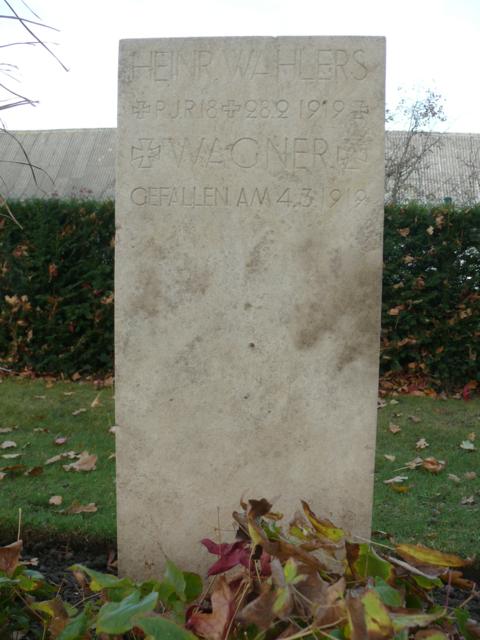 HEINR. WAHLERS
R.J.R.18 28.2.1919
WAGNER
GEFALLEN AM 4.3.1919